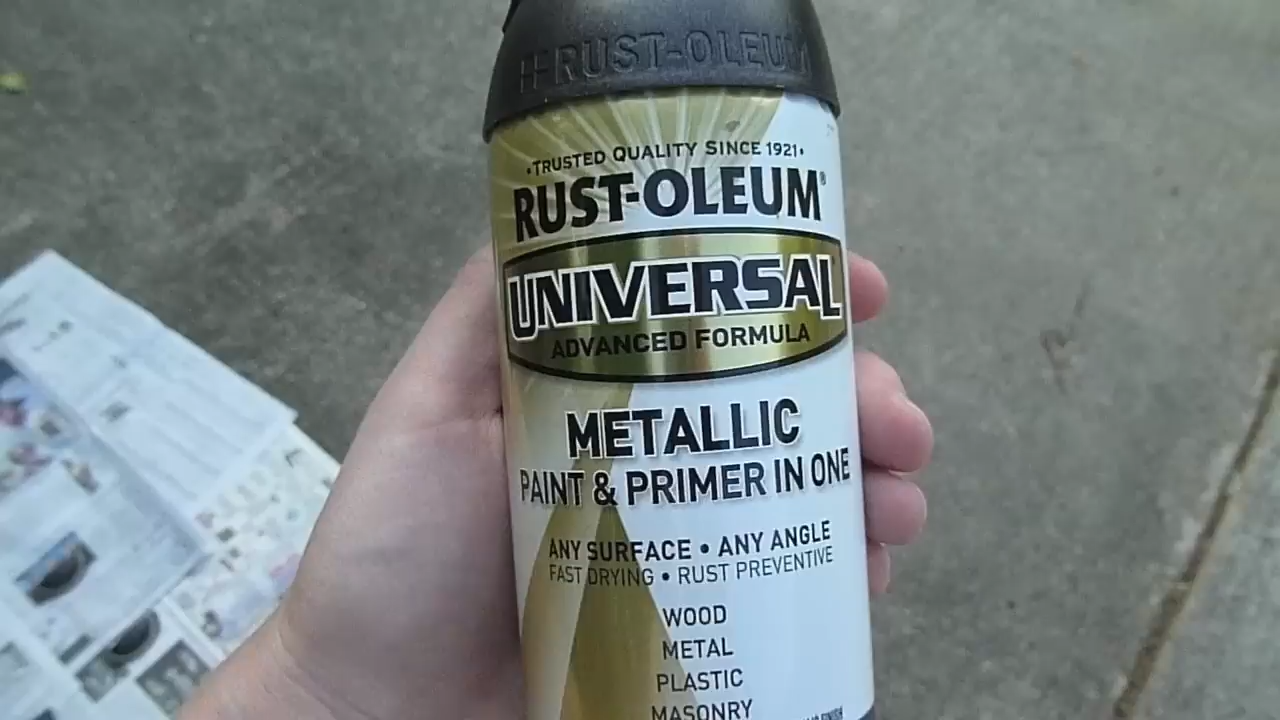 RUST-OLEUM
•TRUSTED QUALITY SINCE 1921•
RUST-OLEUM®
UNIVERSAL
ADVANCED FORMULA
METALLIC
PAINT & PRIMER IN ONE
ANY SURFACE • ANY ANGLE
FAST DRYING • RUST PREVENTIVE
WOOD
METAL
PLASTIC
MASONRY